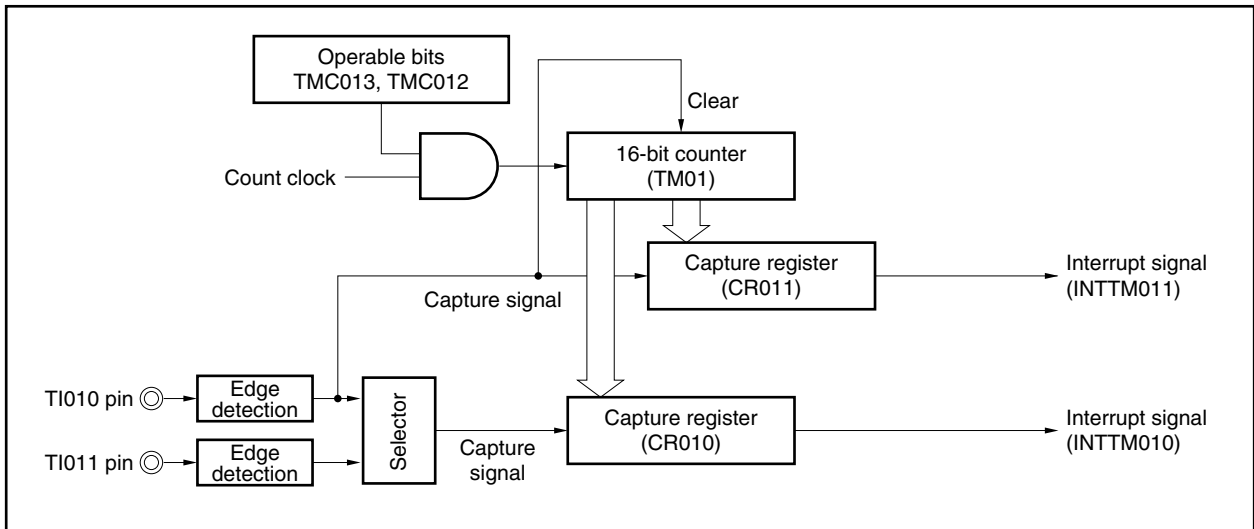 Operable bits
TMC013, TMC012
Clear
16-bit counter
(TM01)
Count clock
Capture register
(CR011)
Interrupt signal
(INTTM011)
Capture signal
TI010 pin
Edge
detection
Selector
Capture register
(CR010)
Interrupt signal
(INTTM010)
TI011 pin
Edge
detection
Capture
signal